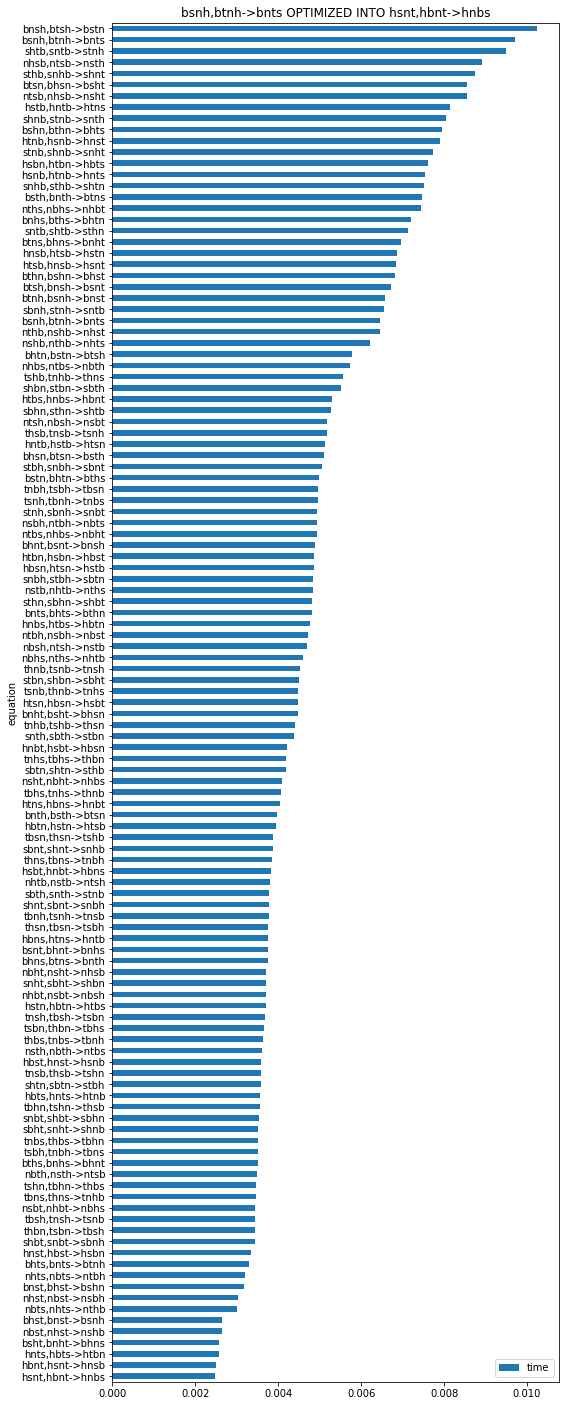 bsnh,btnh->bnts OPTIMIZED INTO hsnt,hbnt->hnbs
bnsh,btsh->bstn
bsnh,btnh->bnts
shtb,sntb->stnh
nhsb,ntsb->nsth
sthb,snhb->shnt
btsn,bhsn->bsht
ntsb,nhsb->nsht
hstb,hntb->htns
shnb,stnb->snth
bshn,bthn->bhts
htnb,hsnb->hnst
stnb,shnb->snht
hsbn,htbn->hbts
hsnb,htnb->hnts
snhb,sthb->shtn
bsth,bnth->btns
nths,nbhs->nhbt
bnhs,bths->bhtn
sntb,shtb->sthn
btns,bhns->bnht
hnsb,htsb->hstn
htsb,hnsb->hsnt
bthn,bshn->bhst
btsh,bnsh->bsnt
btnh,bsnh->bnst
sbnh,stnh->sntb
bsnh,btnh->bnts
nthb,nshb->nhst
nshb,nthb->nhts
bhtn,bstn->btsh
nhbs,ntbs->nbth
tshb,tnhb->thns
shbn,stbn->sbth
htbs,hnbs->hbnt
sbhn,sthn->shtb
ntsh,nbsh->nsbt
thsb,tnsb->tsnh
hntb,hstb->htsn
bhsn,btsn->bsth
stbh,snbh->sbnt
bstn,bhtn->bths
tnbh,tsbh->tbsn
tsnh,tbnh->tnbs
stnh,sbnh->snbt
nsbh,ntbh->nbts
ntbs,nhbs->nbht
bhnt,bsnt->bnsh
htbn,hsbn->hbst
hbsn,htsn->hstb
snbh,stbh->sbtn
nstb,nhtb->nths
sthn,sbhn->shbt
bnts,bhts->bthn
hnbs,htbs->hbtn
ntbh,nsbh->nbst
nbsh,ntsh->nstb
nbhs,nths->nhtb
thnb,tsnb->tnsh
stbn,shbn->sbht
tsnb,thnb->tnhs
htsn,hbsn->hsbt
bnht,bsht->bhsn
tnhb,tshb->thsn
snth,sbth->stbn
hnbt,hsbt->hbsn
tnhs,tbhs->thbn
sbtn,shtn->sthb
nsht,nbht->nhbs
tbhs,tnhs->thnb
htns,hbns->hnbt
bnth,bsth->btsn
hbtn,hstn->htsb
tbsn,thsn->tshb
sbnt,shnt->snhb
thns,tbns->tnbh
hsbt,hnbt->hbns
nhtb,nstb->ntsh
sbth,snth->stnb
shnt,sbnt->snbh
tbnh,tsnh->tnsb
thsn,tbsn->tsbh
hbns,htns->hntb
bsnt,bhnt->bnhs
bhns,btns->bnth
nbht,nsht->nhsb
snht,sbht->shbn
nhbt,nsbt->nbsh
hstn,hbtn->htbs
tnsh,tbsh->tsbn
tsbn,thbn->tbhs
thbs,tnbs->tbnh
nsth,nbth->ntbs
hbst,hnst->hsnb
tnsb,thsb->tshn
shtn,sbtn->stbh
hbts,hnts->htnb
tbhn,tshn->thsb
snbt,shbt->sbhn
sbht,snht->shnb
tnbs,thbs->tbhn
tsbh,tnbh->tbns
bths,bnhs->bhnt
nbth,nsth->ntsb
tshn,tbhn->thbs
tbns,thns->tnhb
nsbt,nhbt->nbhs
tbsh,tnsh->tsnb
thbn,tsbn->tbsh
shbt,snbt->sbnh
hnst,hbst->hsbn
bhts,bnts->btnh
nhts,nbts->ntbh
bnst,bhst->bshn
nhst,nbst->nsbh
nbts,nhts->nthb
bhst,bnst->bsnh
nbst,nhst->nshb
bsht,bnht->bhns
hnts,hbts->htbn
hbnt,hsnt->hnsb
hsnt,hbnt->hnbs
equation
time
0.000 0.002 0.004 0.006 0.008 0.010